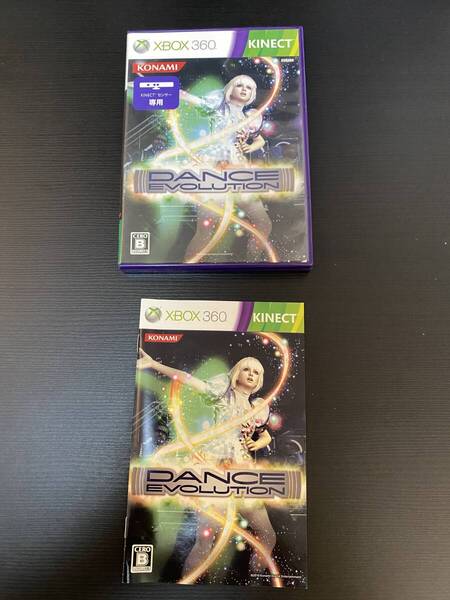 XBOX 360
KINECT
KONAMI
KINECT センサー
専用
DANCE
EVOLUTION
CERO
B
XBOX 360
KINECT
KONAMI
DANCE
EVOLUTION
CERO
B